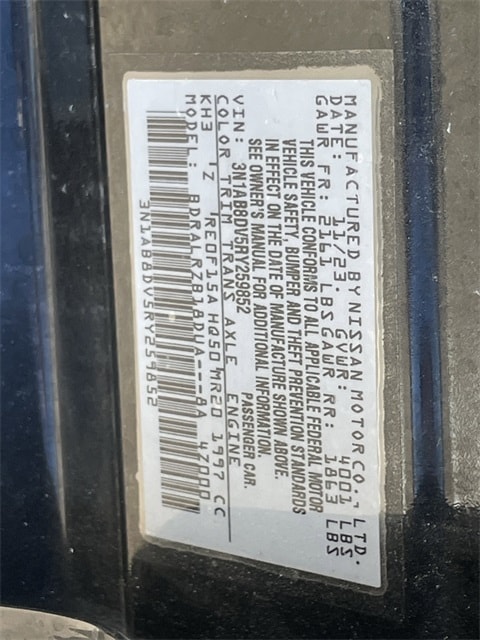 MANUFACTURED BY NISSAN MOTOR CO., LTD.
DATE: 11/23. GVWR: 4001 LBS
GAWR FR: 2161 LBS GAWR RR: 1863 LBS
THIS VEHICLE CONFORMS TO ALL APPLICABLE FEDERAL MOTOR
VEHICLE SAFETY, BUMPER AND THEFT PREVENTION STANDARDS
IN EFFECT ON THE DATE OF MANUFACTURE SHOWN ABOVE.
SEE OWNER'S MANUAL FOR ADDITIONAL INFORMATION.
VIN: 3N1AB8DV5RY259852 PASSENGER CAR.
COLOR TRIM TRANS AXLE ENGINE
KH3 Z RE0F15A HQ50 MR20 1997 CC
MODEL: BDRALRZB18DUA---BA 47000
3N1AB8DV5RY259852